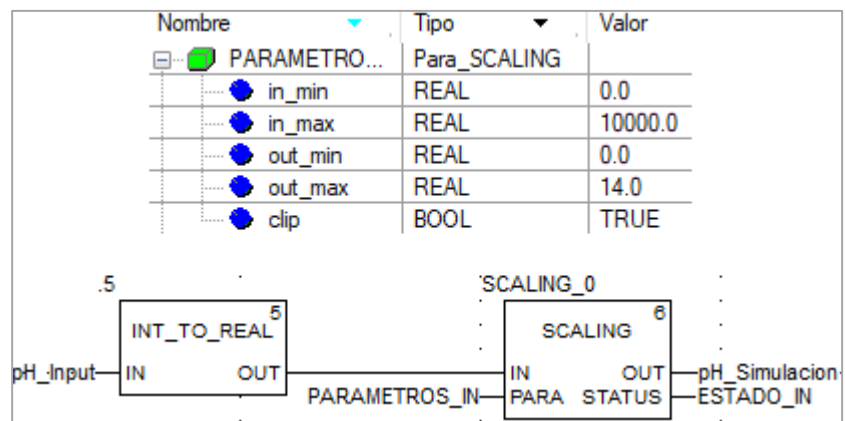 Nombre Tipo Valor
PARAMETRO... Para_SCALING
in_min REAL 0.0
in_max REAL 10000.0
out_min REAL 0.0
out_max REAL 14.0
clip BOOL TRUE
.5 SCALING_0
5 6
INT_TO_REAL SCALING
pH_Input IN OUT IN OUT pH_Simulacion
PARAMETROS_IN PARA STATUS ESTADO_IN